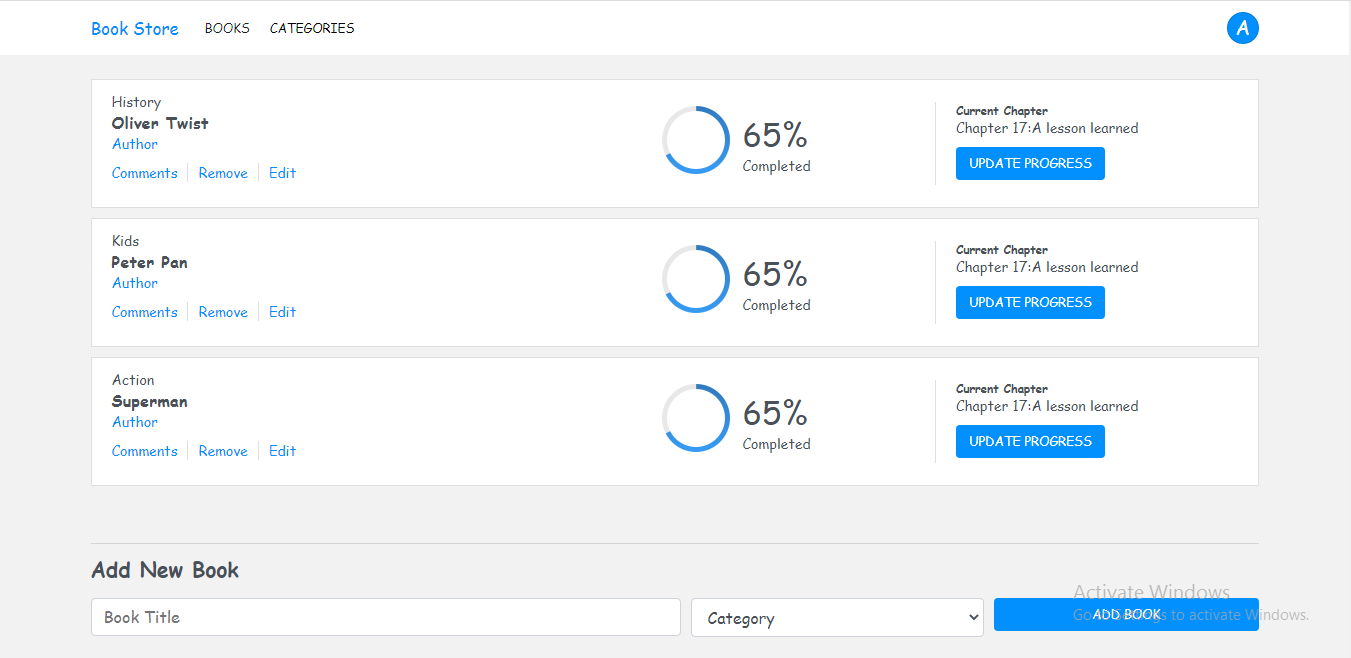 Book Store BOOKS CATEGORIES A
History
Oliver Twist
Author
Comments Remove Edit
65%
Completed
Current Chapter
Chapter 17:A lesson learned
UPDATE PROGRESS
Kids
Peter Pan
Author
Comments Remove Edit
65%
Completed
Current Chapter
Chapter 17:A lesson learned
UPDATE PROGRESS
Action
Superman
Author
Comments Remove Edit
65%
Completed
Current Chapter
Chapter 17:A lesson learned
UPDATE PROGRESS
Add New Book
Book Title
Category
ADD BOOK
Activate Windows
Go to Settings to activate Windows.